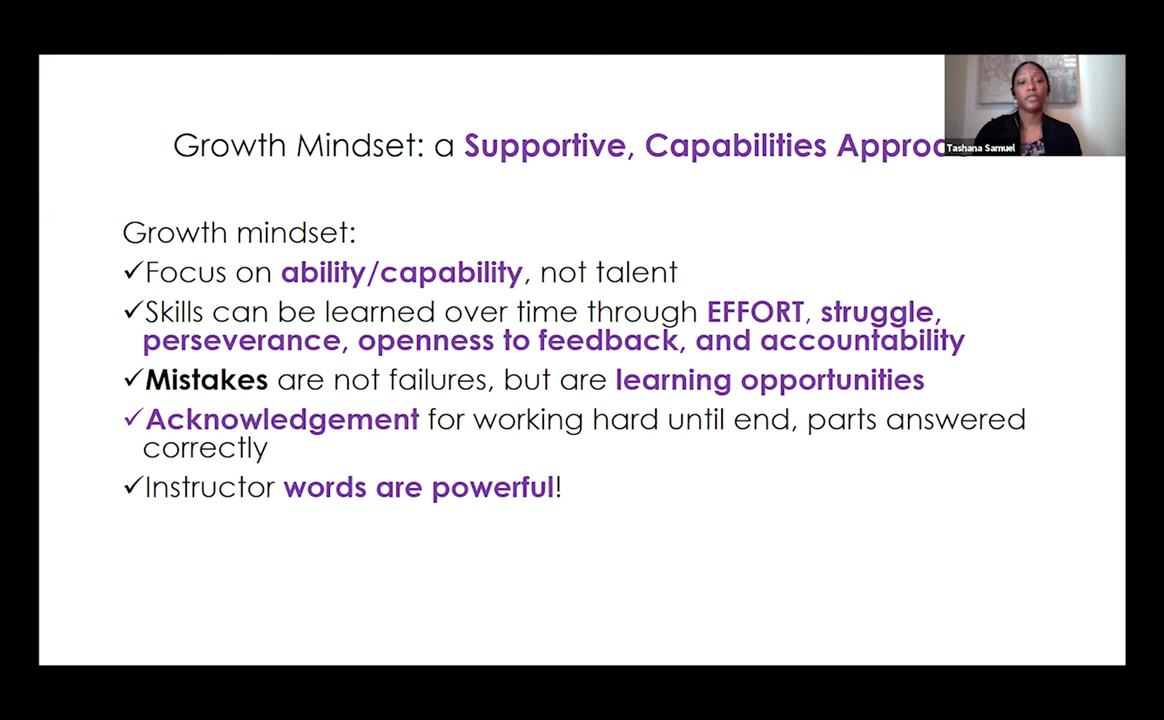 Growth Mindset: a Supportive, Capabilities
Tashana Samuel
Growth mindset:
✓Focus on ability/capability, not talent
✓Skills can be learned over time through EFFORT, struggle,
perseverance, openness to feedback, and accountability
✓Mistakes are not failures, but are learning opportunities
✓Acknowledgement for working hard until end, parts answered
correctly
✓Instructor words are powerful!